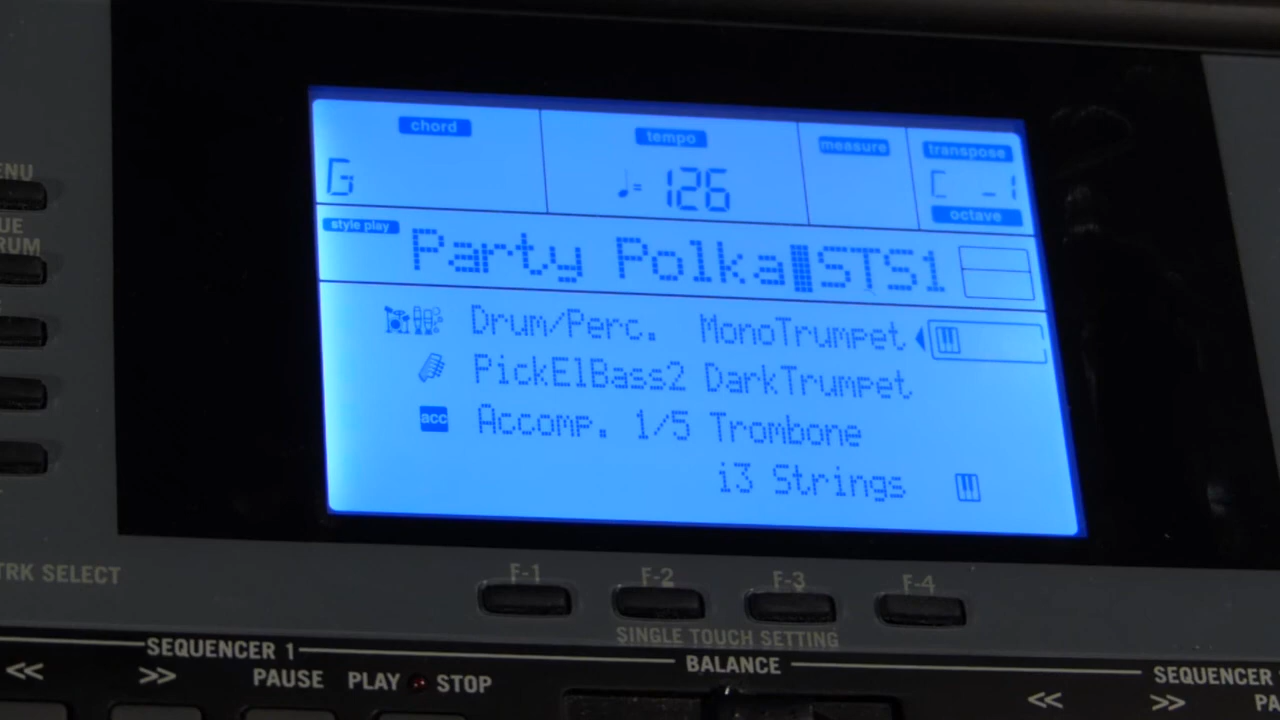 chord
tempo
measure
transpose
G
♩= 126
C -1
octave
style play
Party Polka STS1
Drum/Perc. MonoTrumpet
PickElBass2 DarkTrumpet
acc Accomp. 1/5 Trombone
i3 Strings
ENU
UE
RUM
TRK SELECT
F-1 F-2 F-3 F-4
SINGLE TOUCH SETTING
SEQUENCER 1
BALANCE
SEQUENCER
<< >> PAUSE PLAY STOP << >> PA